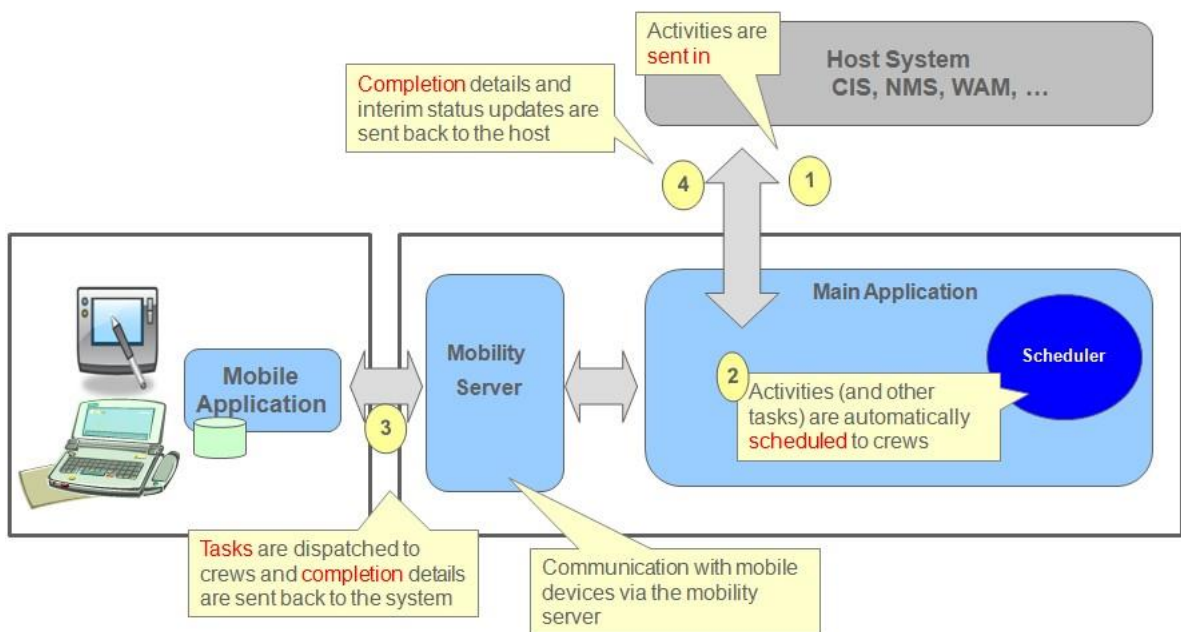 Activities are
sent in
Host System
CIS, NMS, WAM, …
Completion details and
interim status updates are
sent back to the host
4
1
Main Application
Mobility
Server
Scheduler
Mobile
Application
2
Activities (and other
tasks) are automatically
scheduled to crews
3
Tasks are dispatched to
crews and completion details
are sent back to the system
Communication with mobile
devices via the mobility
server